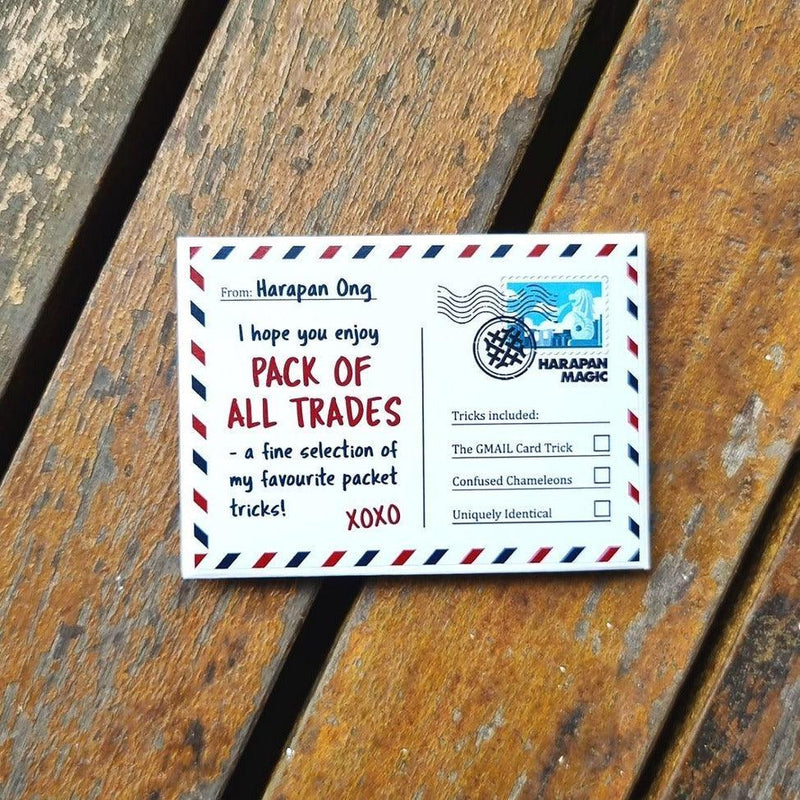 From: Harapan Ong
I hope you enjoy
PACK OF
ALL TRADES
- a fine selection of
my favourite packet
tricks!
XOXO
HARAPAN
MAGIC
Tricks included:
The GMAIL Card Trick
Confused Chameleons
Uniquely Identical